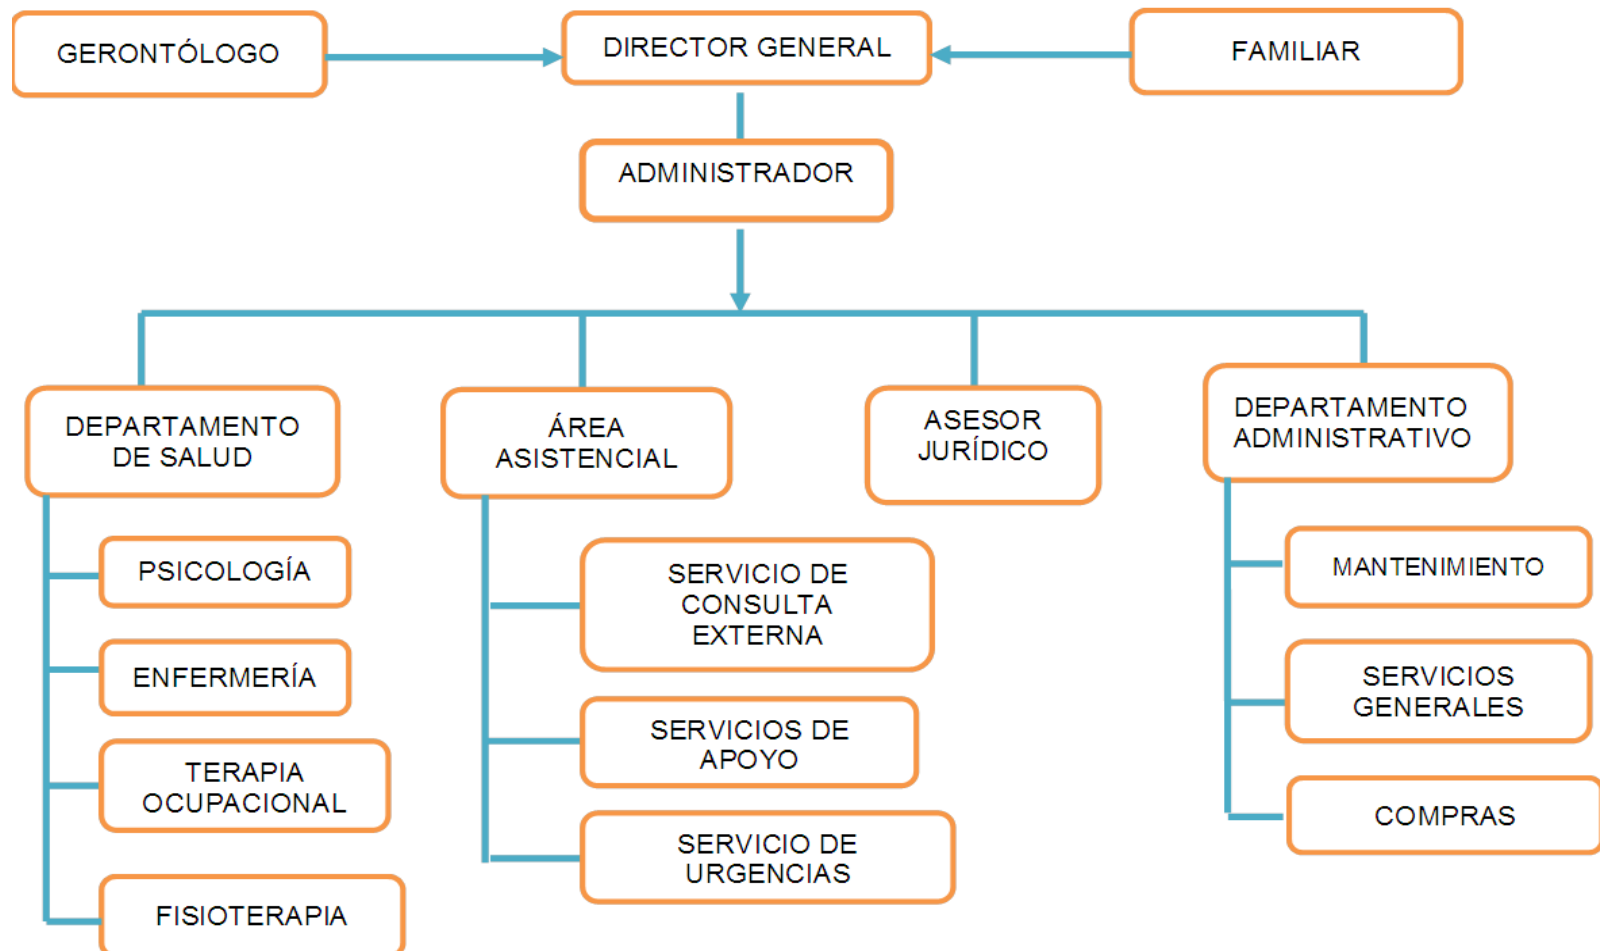 GERONTÓLOGO
DIRECTOR GENERAL
FAMILIAR
ADMINISTRADOR
DEPARTAMENTO
DE SALUD
PSICOLOGÍA
ENFERMERÍA
TERAPIA
OCUPACIONAL
FISIOTERAPIA
ÁREA
ASISTENCIAL
SERVICIO DE
CONSULTA
EXTERNA
SERVICIOS DE
APOYO
SERVICIO DE
URGENCIAS
ASESOR
JURÍDICO
DEPARTAMENTO
ADMINISTRATIVO
MANTENIMIENTO
SERVICIOS
GENERALES
COMPRAS